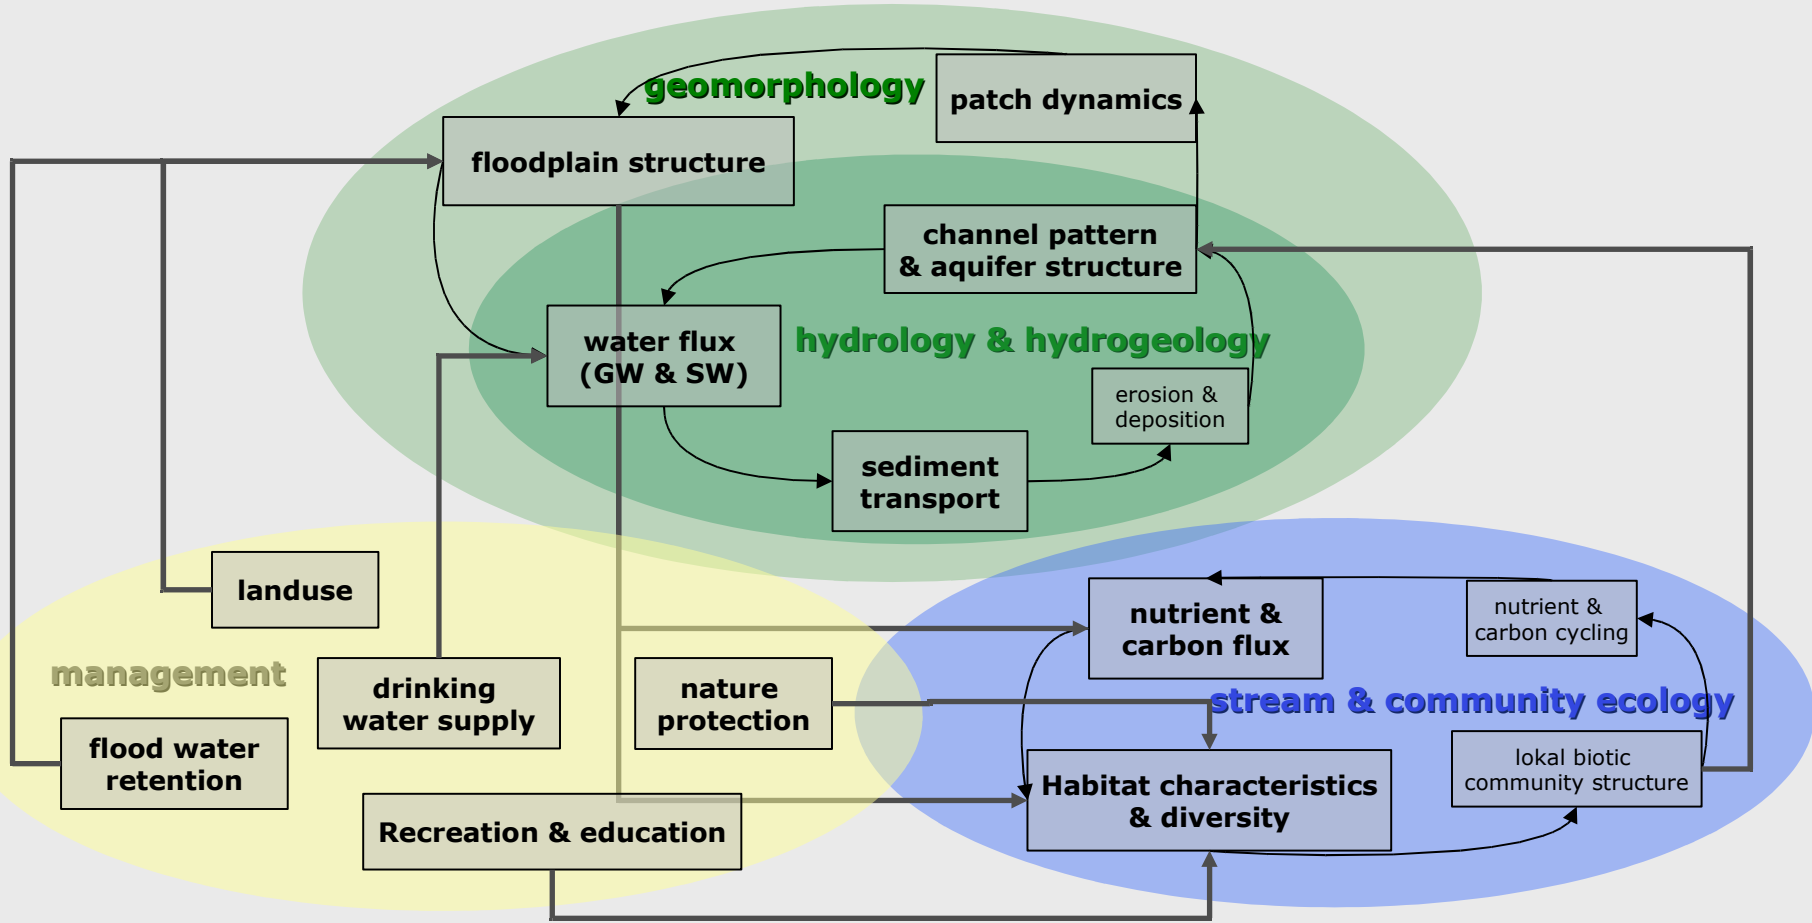 geomorphology
patch dynamics
floodplain structure
channel pattern
& aquifer structure
water flux
(GW & SW)
hydrology & hydrogeology
erosion &
deposition
sediment
transport
landuse
management
drinking
water supply
nature
protection
flood water
retention
Recreation & education
nutrient &
carbon flux
nutrient &
carbon cycling
stream & community ecology
lokal biotic
community structure
Habitat characteristics
& diversity